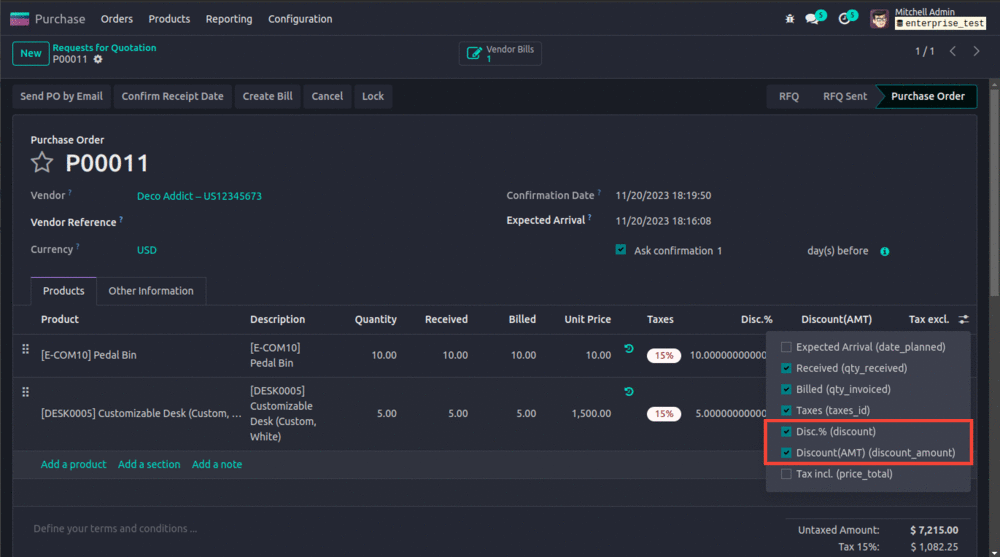 Purchase Orders Products Reporting Configuration 5 5 Mitchell Admin
enterprise_test
New Requests for Quotation
P00011
Vendor Bills
1
1 / 1
Send PO by Email Confirm Receipt Date Create Bill Cancel Lock RFQ RFQ Sent Purchase Order
Purchase Order
P00011
Vendor ? Deco Addict – US12345673 Confirmation Date ? 11/20/2023 18:19:50
Vendor Reference ? Expected Arrival ? 11/20/2023 18:16:08
Currency ? USD Ask confirmation 1 day(s) before
Products Other Information
Product Description Quantity Received Billed Unit Price Taxes Disc.% Discount(AMT) Tax excl.
[E-COM10] Pedal Bin [E-COM10]
Pedal Bin
10.00 10.00 10.00 10.00 15% 10.00000000000
[DESK0005] Customizable Desk (Custom, ... [DESK0005]
Customizable
Desk (Custom,
White)
5.00 5.00 5.00 1,500.00 15% 5.00000000000
Expected Arrival (date_planned)
Received (qty_received)
Billed (qty_invoiced)
Taxes (taxes_id)
Disc.% (discount)
Discount(AMT) (discount_amount)
Tax incl. (price_total)
Add a product Add a section Add a note
Define your terms and conditions ...
Untaxed Amount: $ 7,215.00
Tax 15%: $ 1,082.25